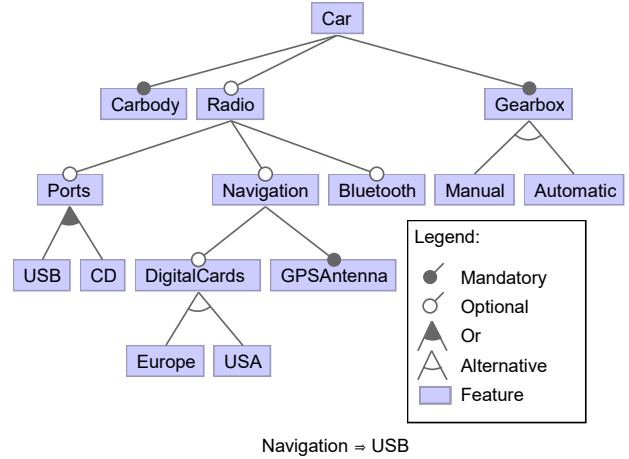 Car
Carbody Radio Gearbox
Ports Navigation Bluetooth Manual Automatic
Legend:
USB CD DigitalCards GPSAntenna
Mandatory
Optional
Or
Europe USA
Alternative
Feature
Navigation ⇒ USB